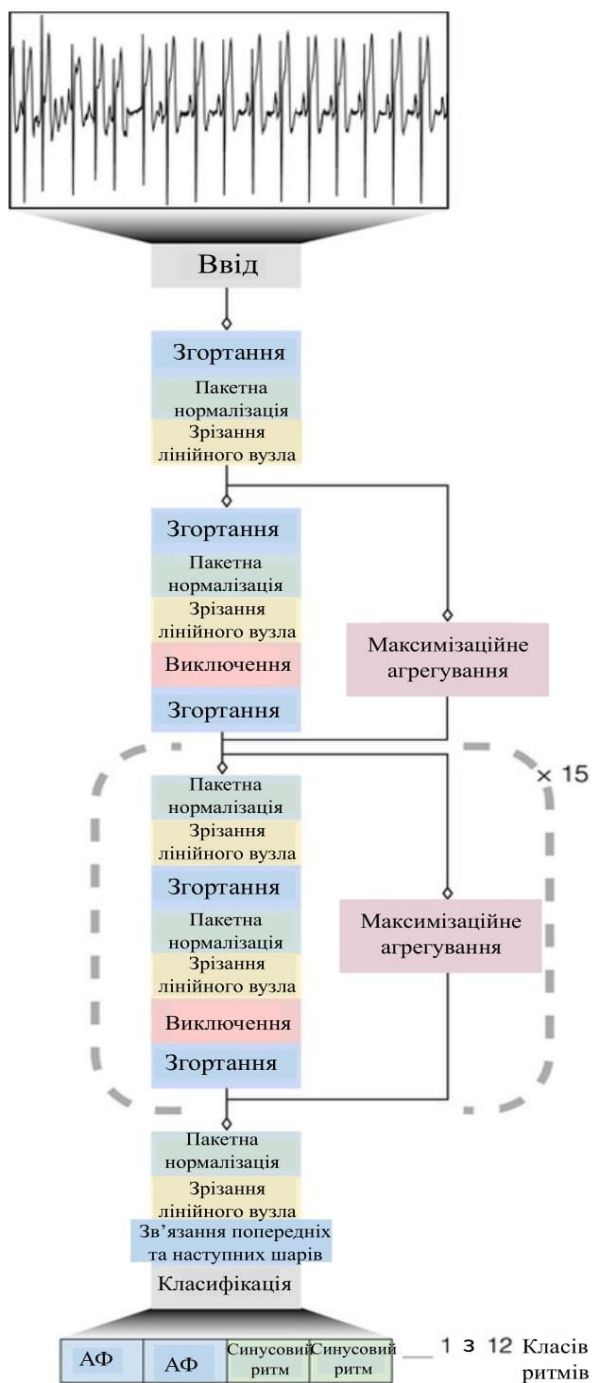 Ввід
Згортання
Пакетна
нормалізація
Зрізання
лінійного вузла
Згортання
Пакетна
нормалізація
Зрізання
лінійного вузла
Виключення
Згортання
Максимізаційне
агрегування
× 15
Пакетна
нормалізація
Зрізання
лінійного вузла
Згортання
Пакетна
нормалізація
Зрізання
лінійного вузла
Виключення
Згортання
Максимізаційне
агрегування
Пакетна
нормалізація
Зрізання
лінійного вузла
Зв’язання попередніх
та наступних шарів
Класифікація
АФ
АФ
Синусовий
ритм
Синусовий
ритм
1 з 12 Класів
ритмів